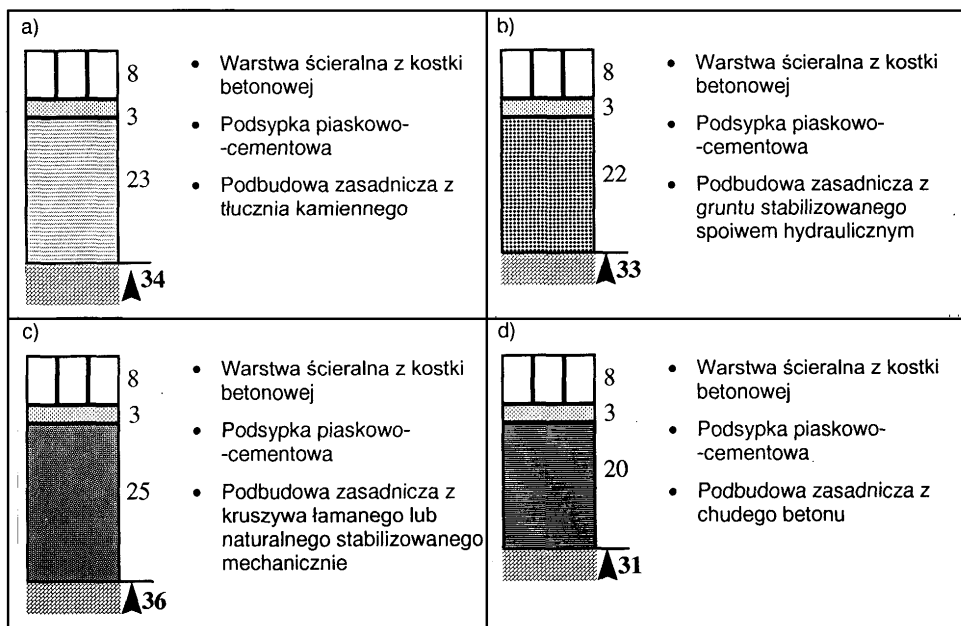 a)
8
3
23
34
• Warstwa ścieralna z kostki
betonowej
• Podsypka piaskowo-
-cementowa
• Podbudowa zasadnicza z
tłucznia kamiennego
b)
8
3
22
33
• Warstwa ścieralna z kostki
betonowej
• Podsypka piaskowo-
-cementowa
• Podbudowa zasadnicza z
gruntu stabilizowanego
spoiwem hydraulicznym
c)
8
3
25
36
• Warstwa ścieralna z kostki
betonowej
• Podsypka piaskowo-
-cementowa
• Podbudowa zasadnicza z
kruszywa łamanego lub
naturalnego stabilizowanego
mechanicznie
d)
8
3
20
31
• Warstwa ścieralna z kostki
betonowej
• Podsypka piaskowo-
-cementowa
• Podbudowa zasadnicza z
chudego betonu